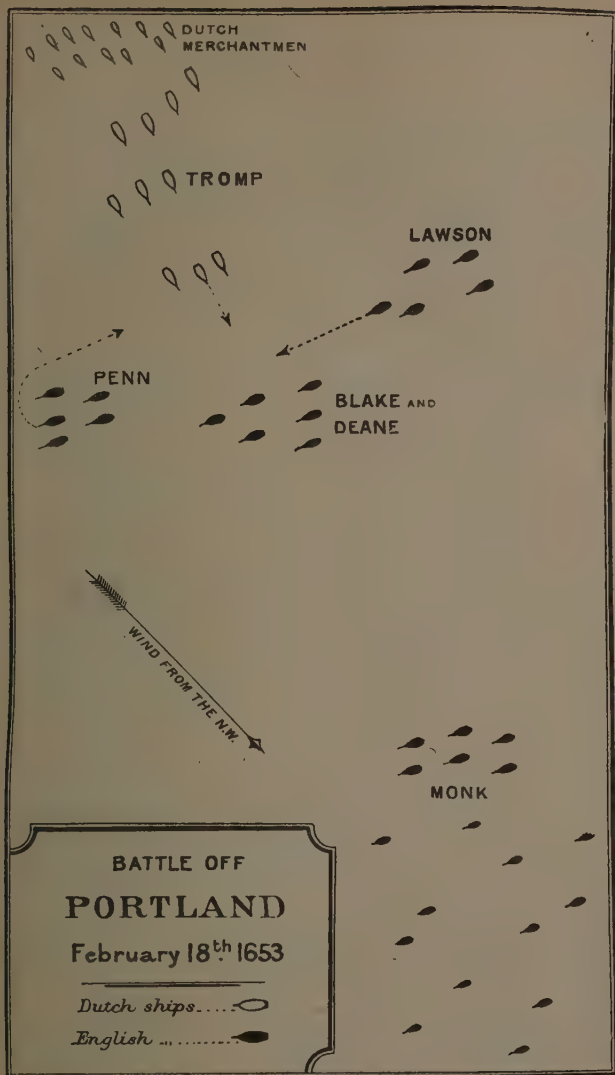 DUTCH
MERCHANTMEN
TROMP
LAWSON
PENN
BLAKE AND
DEANE
WIND FROM THE N.W.
MONK
BATTLE OFF
PORTLAND
February 18th. 1653
Dutch ships.....
English ,, ..........